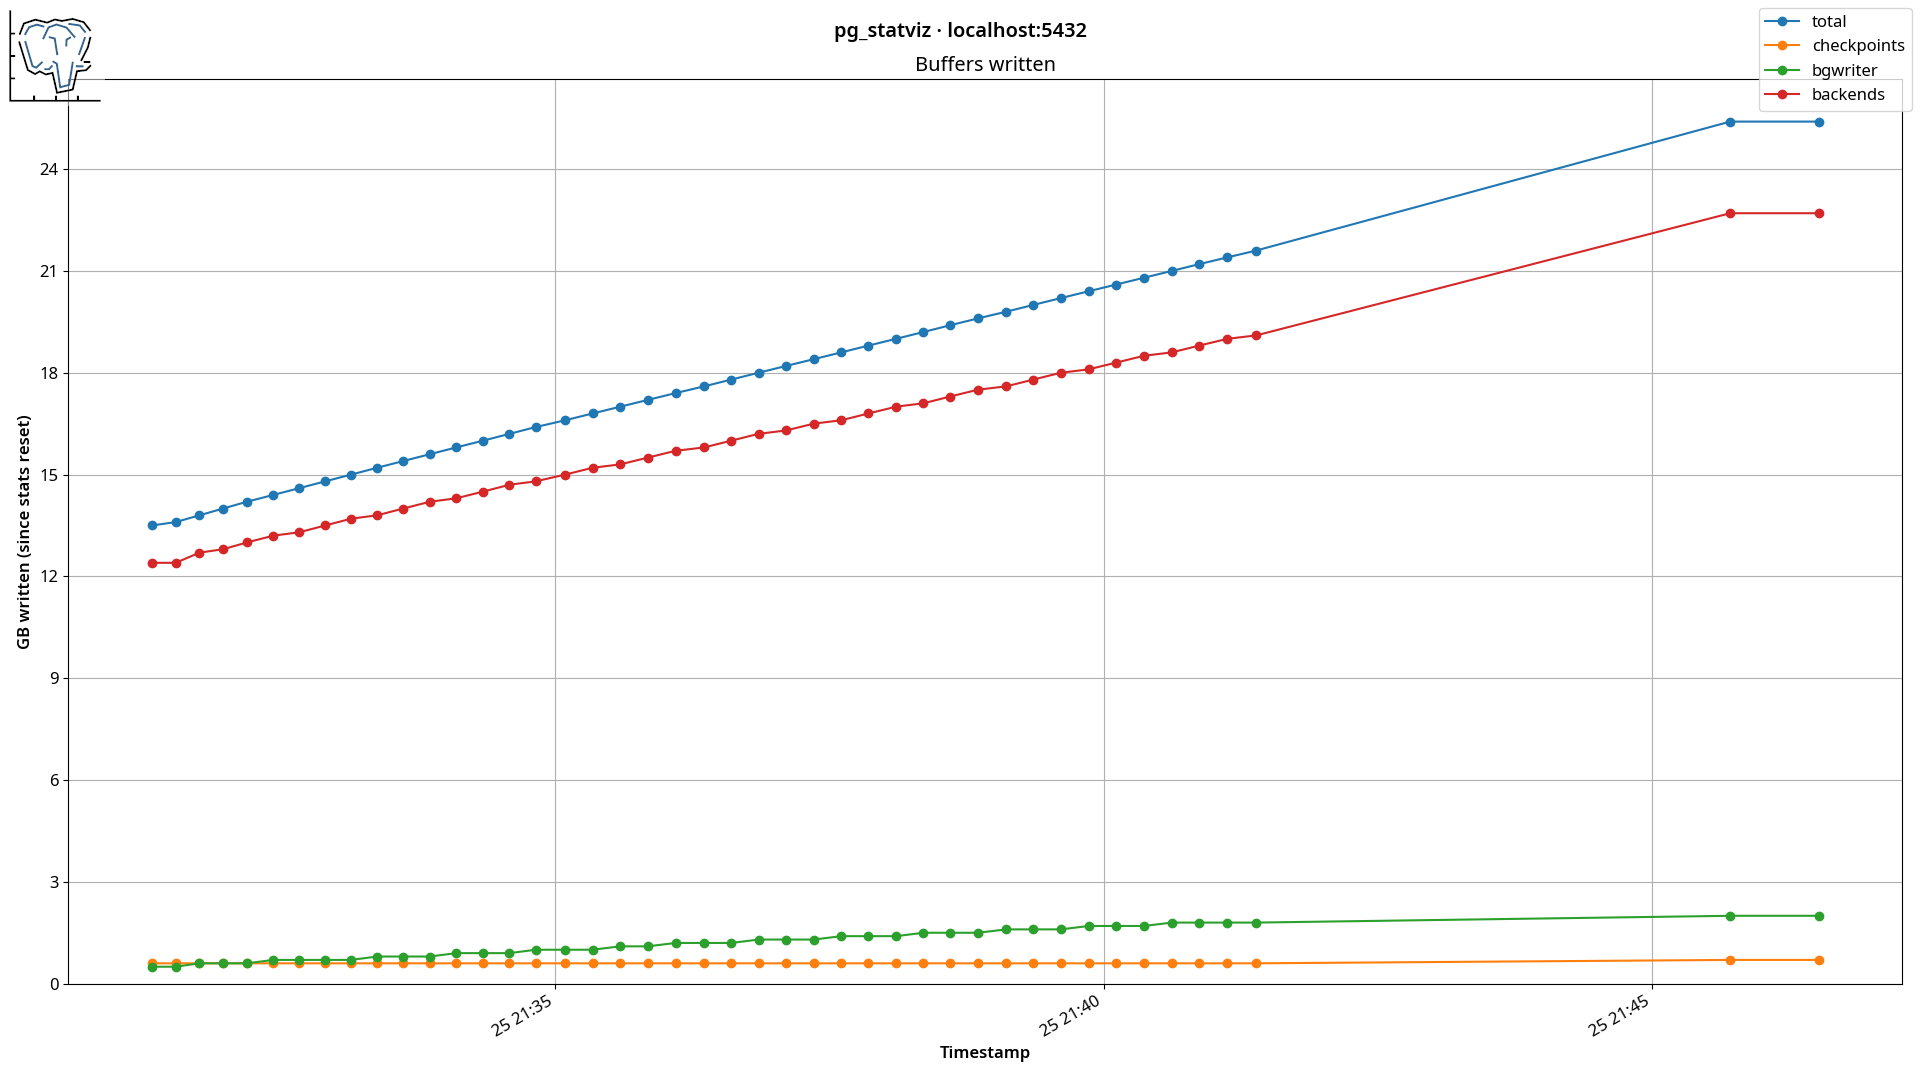 pg_statviz · localhost:5432
Buffers written
total
checkpoints
bgwriter
backends
GB written (since stats reset)
24
21
18
15
12
9
6
3
0
25 21:35
25 21:40
25 21:45
Timestamp